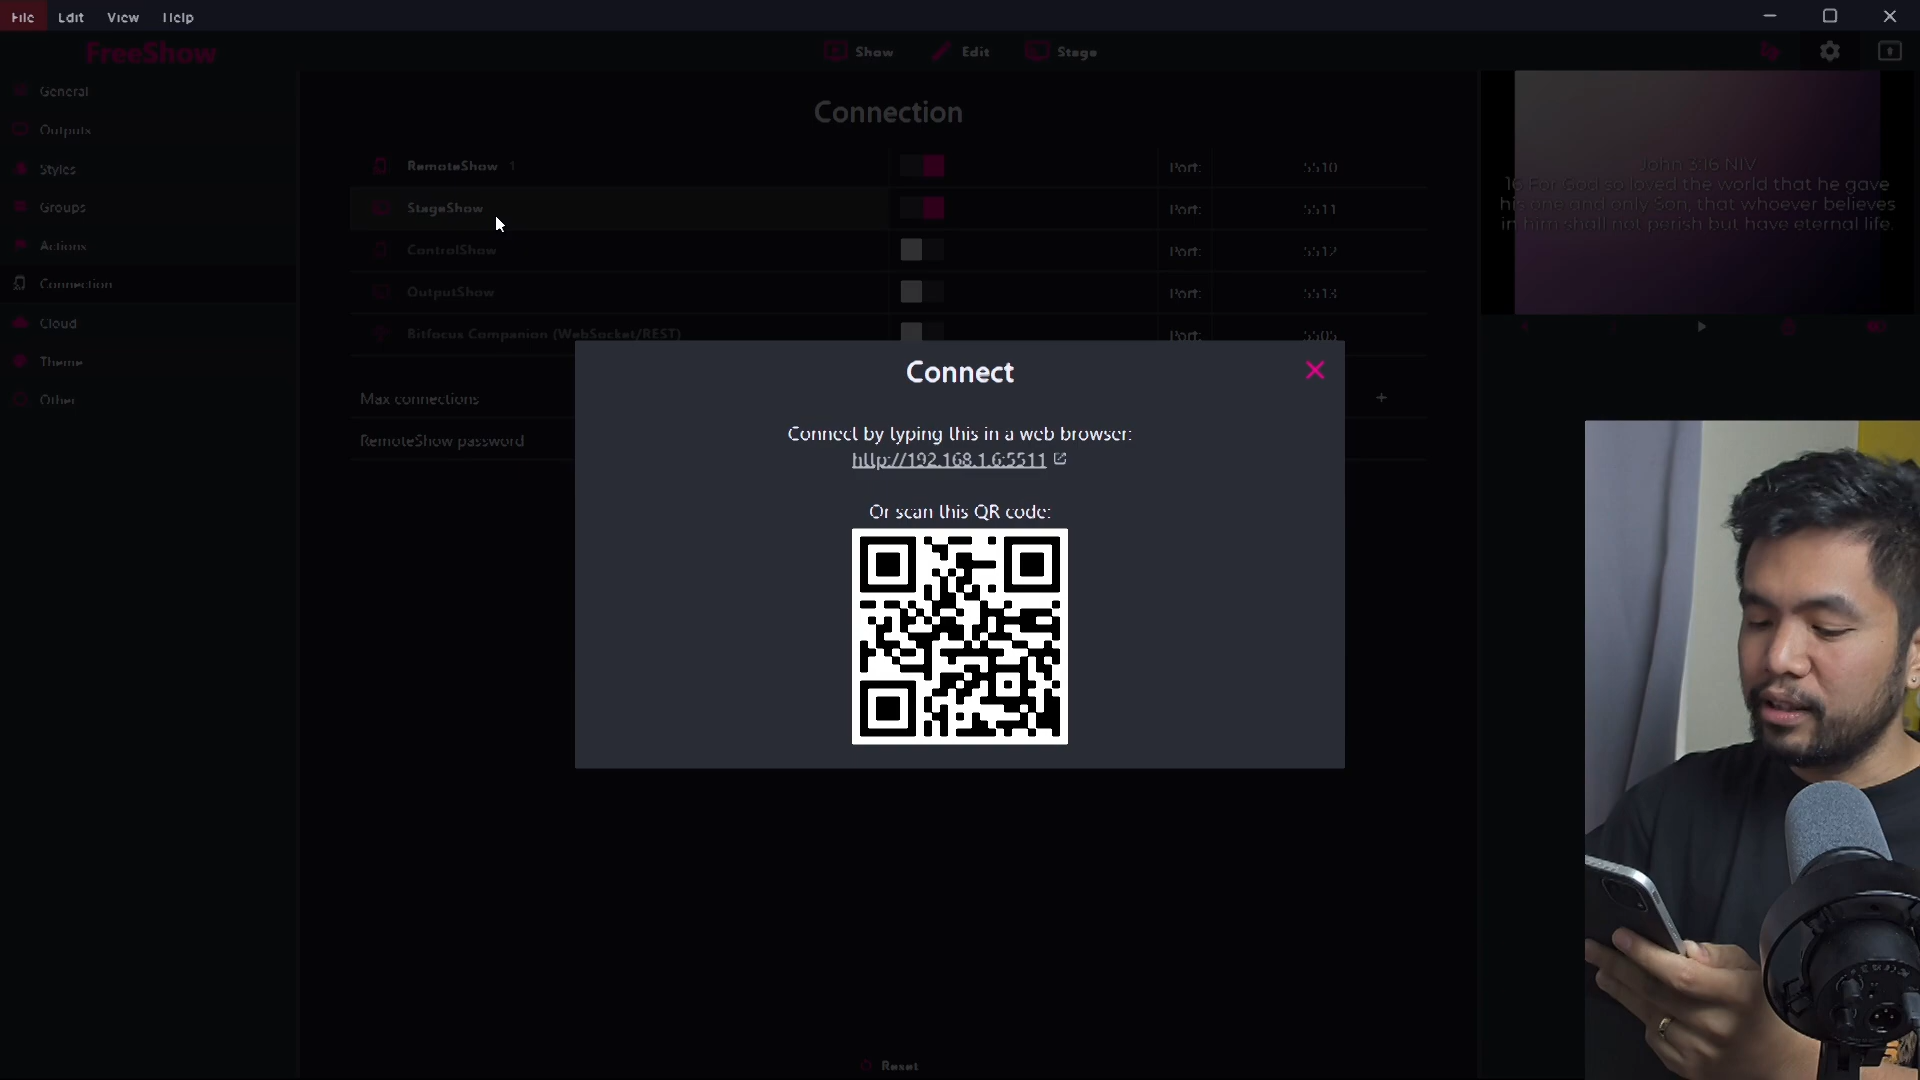 File Edit View Help
FreeShow
Show Edit Stage
General
Outputs
Styles
Groups
Actions
Connection
Cloud
Theme
Other
Connection
RemoteShow 1 Port: 5510
StageShow Port: 5511
ControlShow Port: 5512
OutputShow Port: 5513
Bitfocus Companion (WebSocket/REST) Port: 5505
Max connections +
RemoteShow password
Connect
Connect by typing this in a web browser:
http://192.168.1.6:5511
Or scan this QR code:
Reset
John 3:16 NIV
16 For God so loved the world that he gave
his one and only Son, that whoever believes
in him shall not perish but have eternal life.